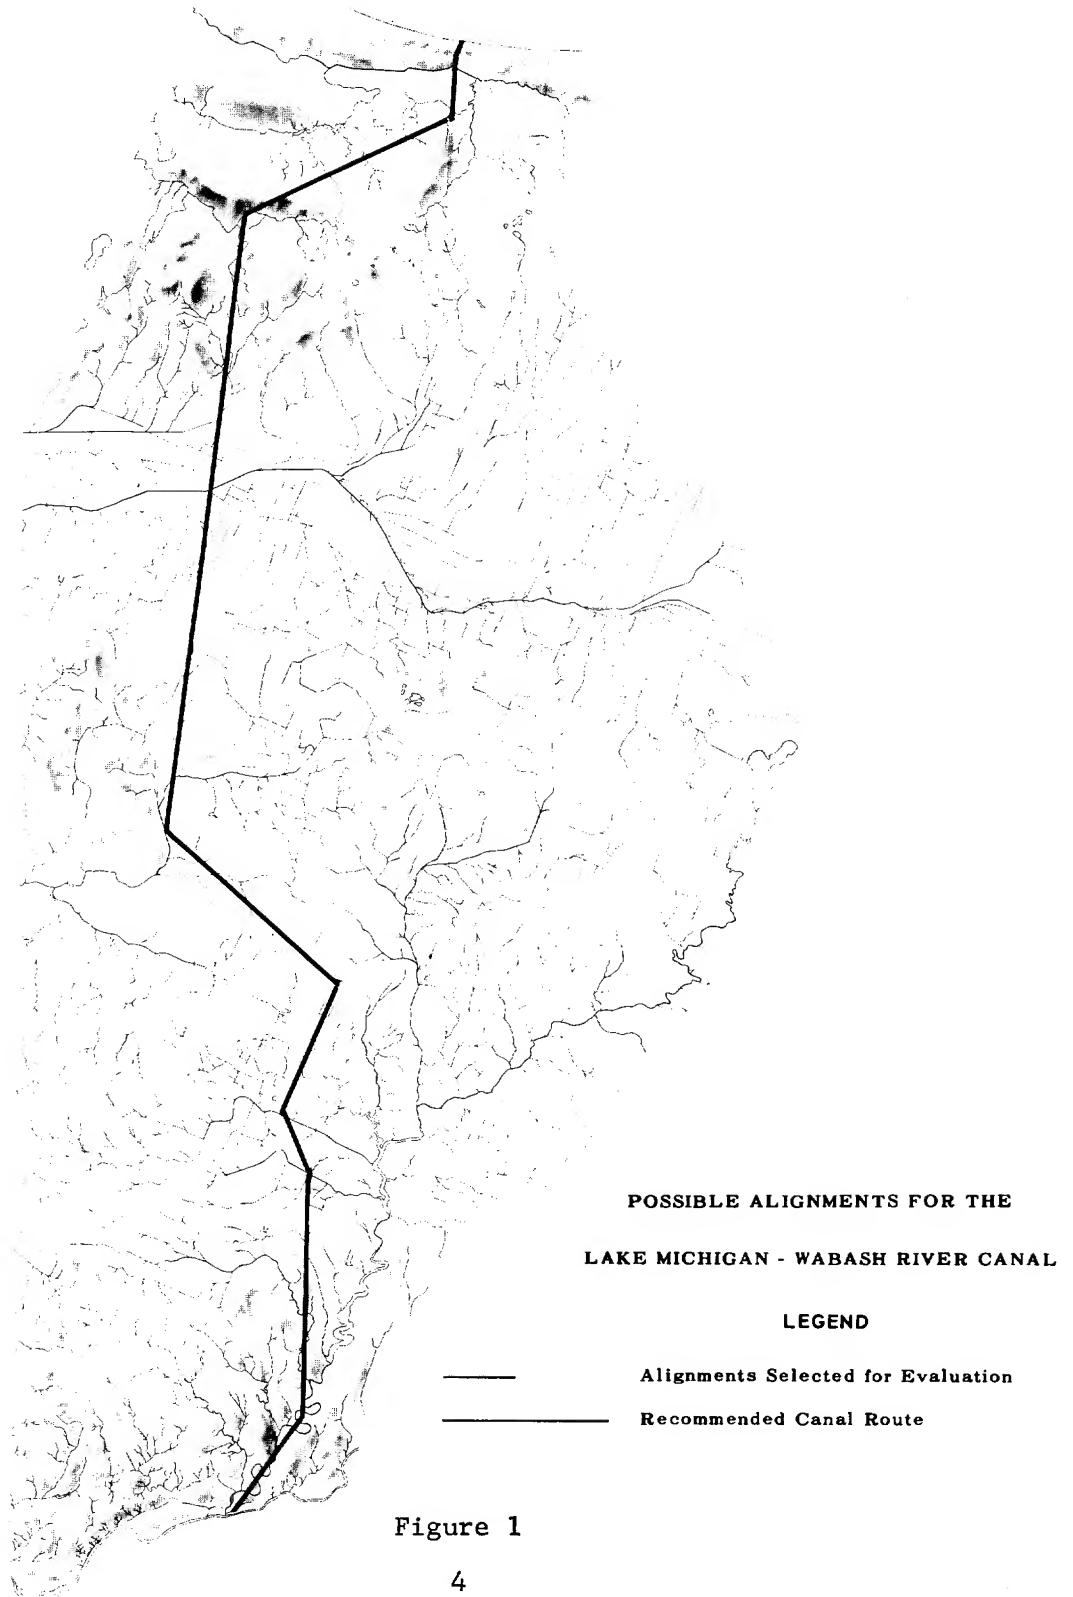 POSSIBLE ALIGNMENTS FOR THE
LAKE MICHIGAN - WABASH RIVER CANAL
LEGEND
Alignments Selected for Evaluation
Recommended Canal Route
Figure 1
4